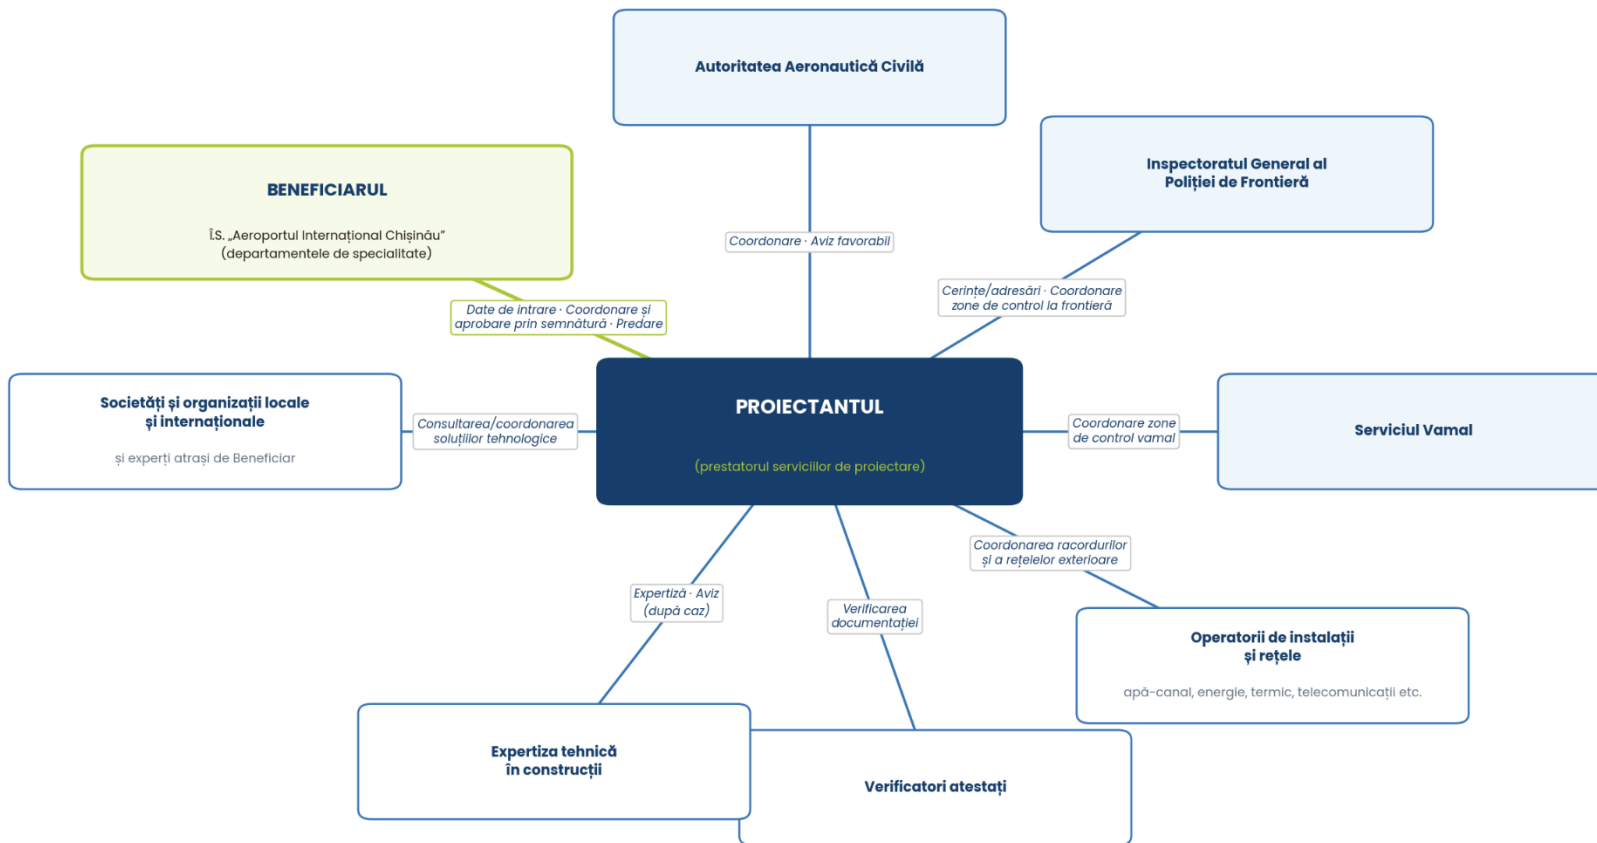 Autoritatea Aeronautică Civilă
Inspectoratul General al
Poliției de Frontieră
BENEFICIARUL
Î.S. „Aeroportul Internațional Chișinău”
(departamentele de specialitate)
Coordonare · Aviz favorabil
Cerințe/adresări · Coordonare
zone de control la frontieră
Date de intrare · Coordonare și
aprobare prin semnătură · Predare
Societăți și organizații locale
și internaționale
și experți atrași de Beneficiar
Consultarea/coordonarea
soluțiilor tehnologice
PROIECTANTUL
(prestatorul serviciilor de proiectare)
Coordonare zone
de control vamal
Serviciul Vamal
Coordonarea racordurilor
și a rețelelor exterioare
Expertiză · Aviz
(după caz)
Verificarea
documentației
Operatorii de instalații
și rețele
apă-canal, energie, termic, telecomunicații etc.
Expertiza tehnică
în construcții
Verificatori atestați